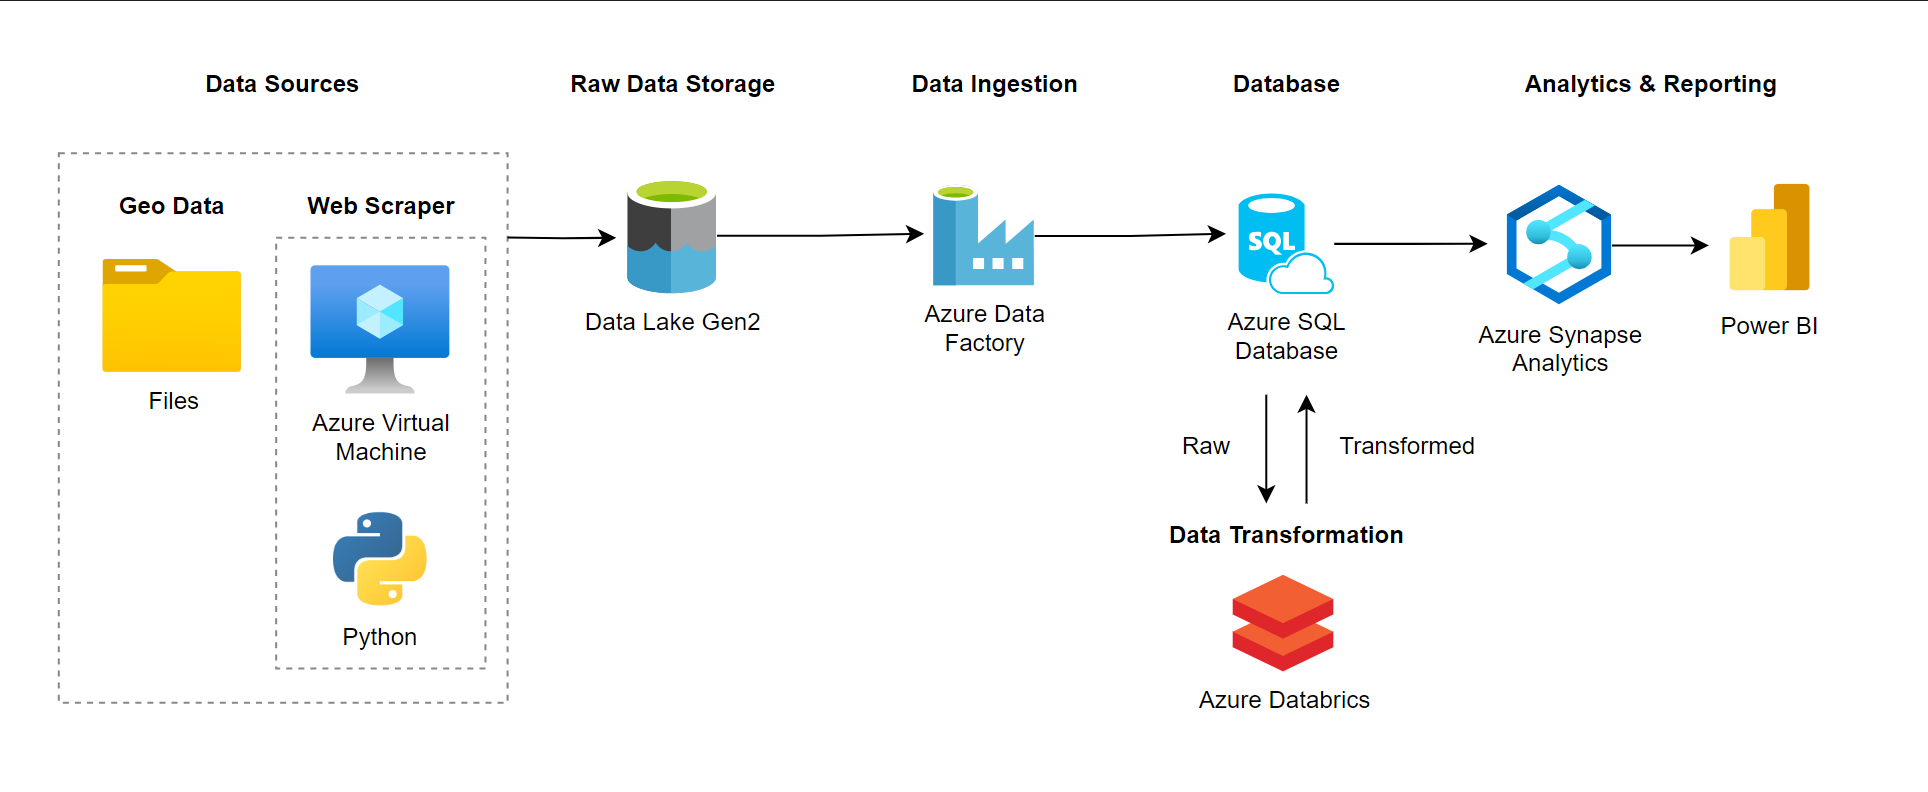 Data Sources
Raw Data Storage
Data Ingestion
Database
Analytics & Reporting
Geo Data
Web Scraper
Files
Azure Virtual
Machine
Python
Data Lake Gen2
Azure Data
Factory
SQL
Azure SQL
Database
Azure Synapse
Analytics
Power BI
Raw
Transformed
Data Transformation
Azure Databrics